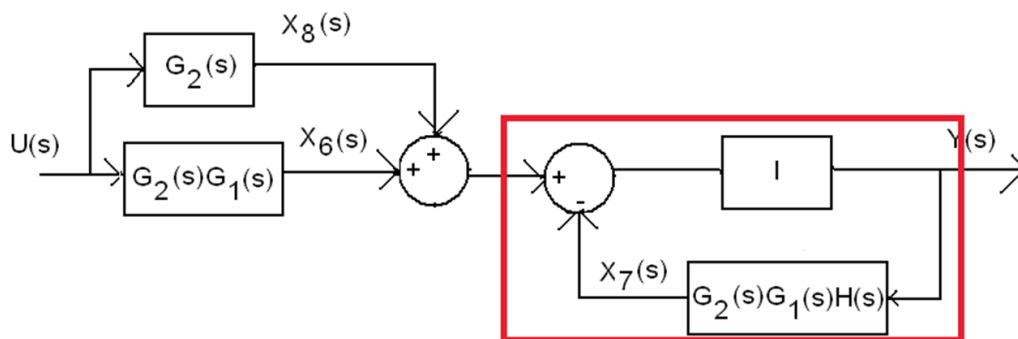 X8(s)
G2(s)
U(s)
X6(s)
G2(s)G1(s)
+
+
+
-
I
Y(s)
X7(s)
G2(s)G1(s)H(s)